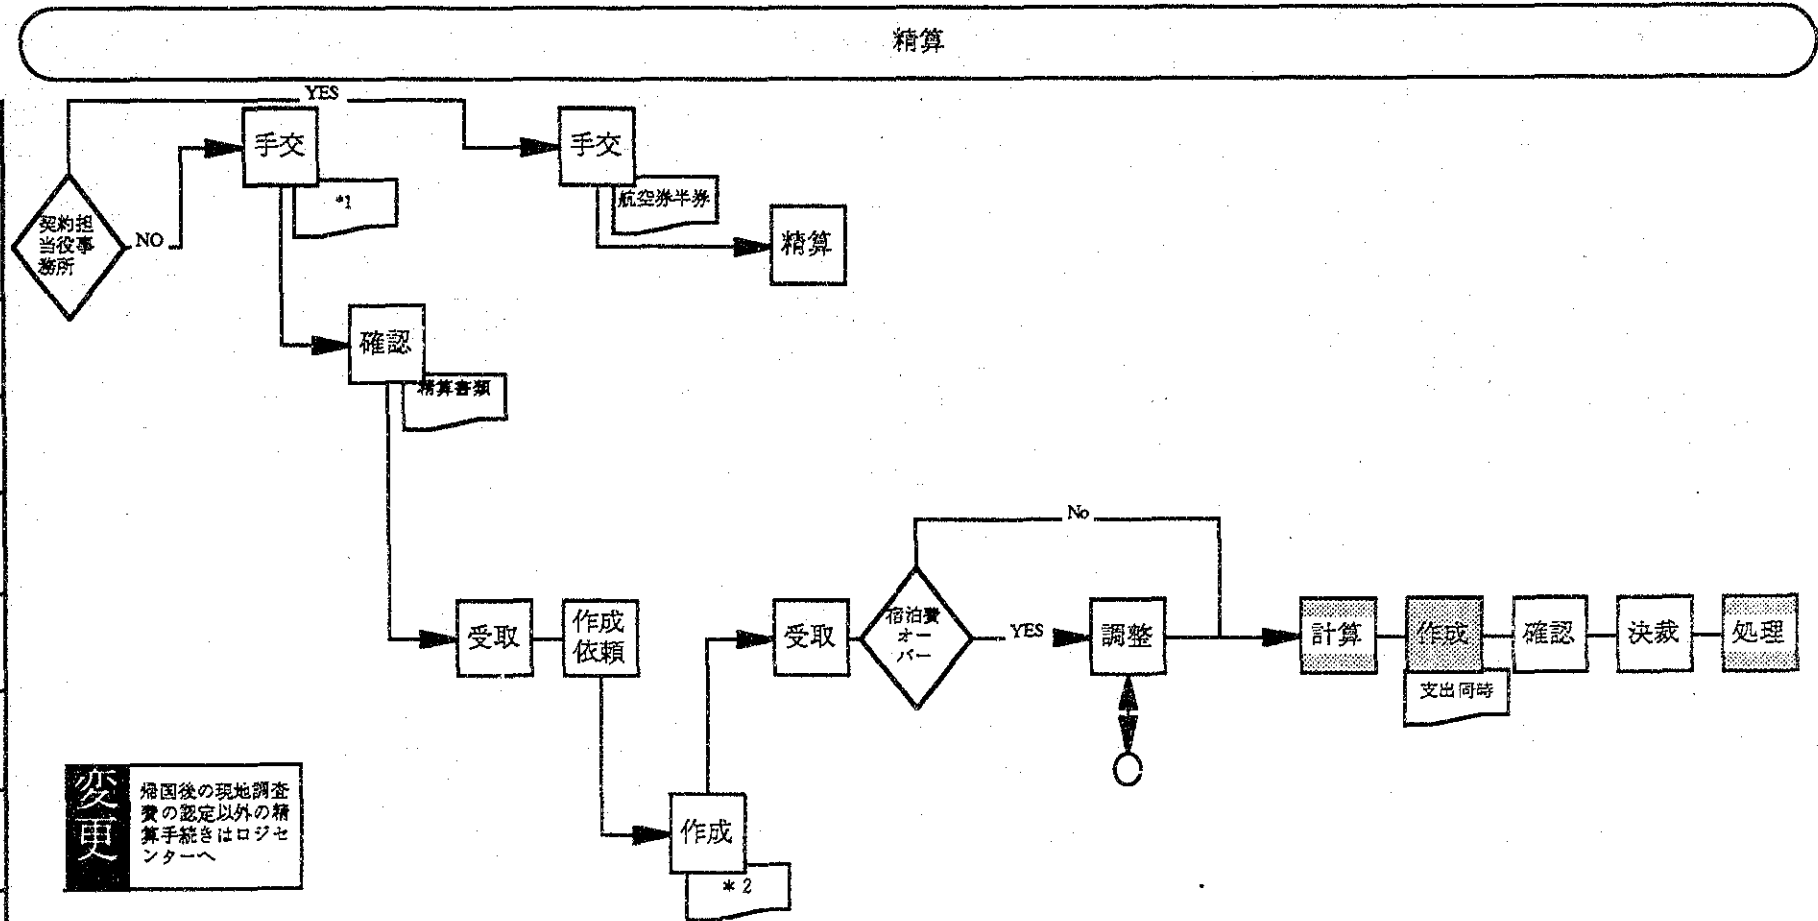 精算
YES
手交
手交
*1
航空券半券
契約担
当役事
務所
NO
精算
確認
精算書類
No
受取
作成
依頼
受取
宿泊費
オー
バー
YES
調整
計算
作成
確認
決裁
処理
支出同時
変
更
帰国後の現地調査
費の認定以外の精
算手続きはロジセ
ンターへ
作成
*2